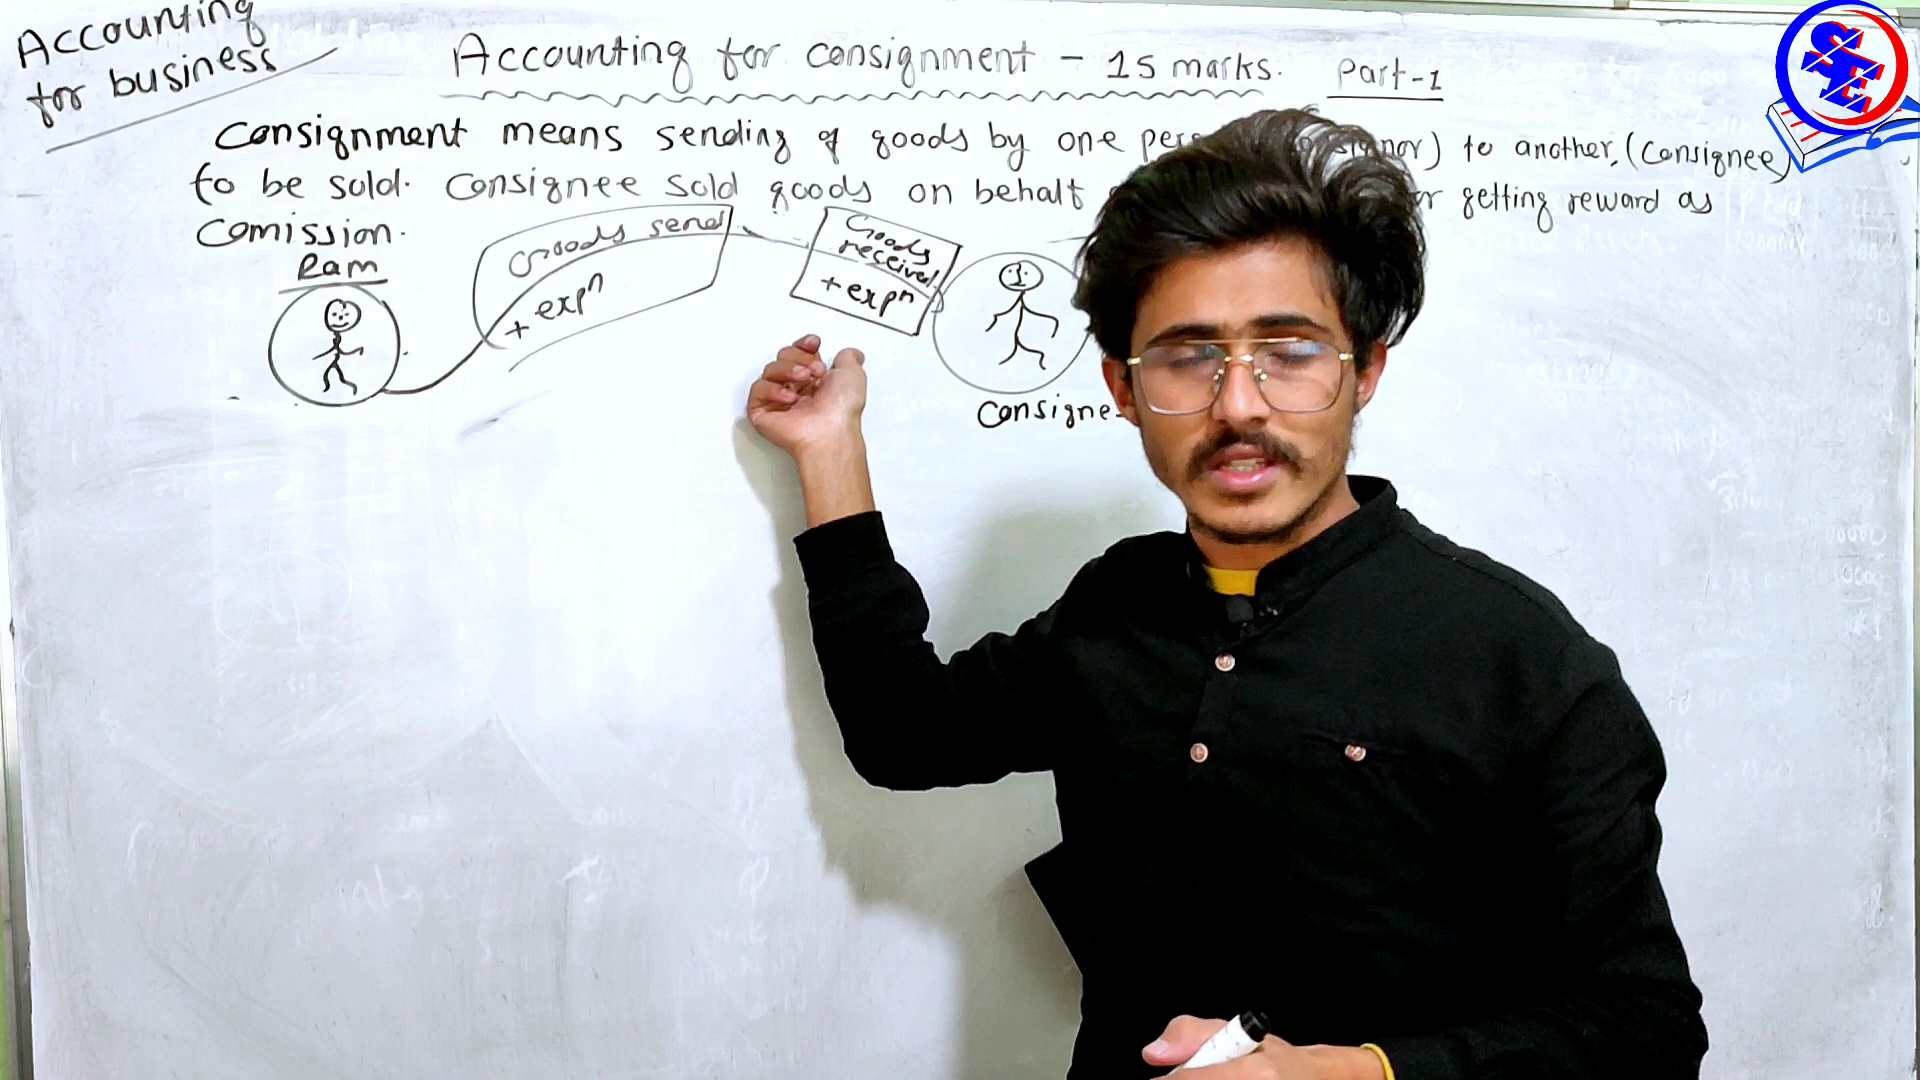 Accounting
for business
Accounting for consignment - 15 marks. Part-1
Consignment means sending of goods by one to another, (Consignee)
to be sold. Consignee sold goods on behalf getting reward as
Comission.
Ram
Goods send
+ expⁿ
Goods
received
+ expⁿ
Consigne